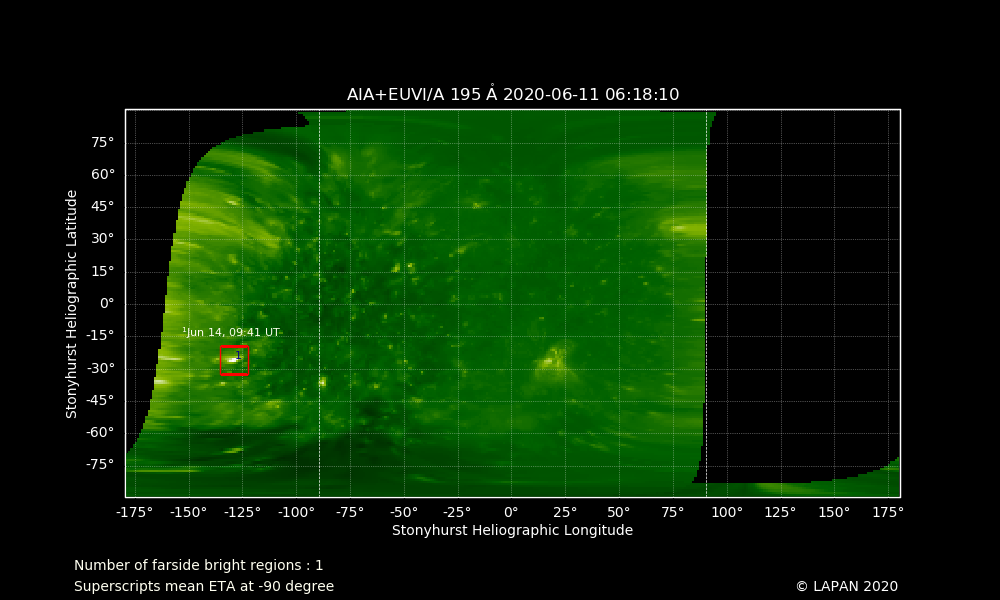 AIA+EUVI/A 195 Å 2020-06-11 06:18:10
75°
60°
45°
30°
15°
0°
-15°
-30°
-45°
-60°
-75°
Stonyhurst Heliographic Latitude
¹Jun 14, 09:41 UT
1
-175° -150° -125° -100° -75° -50° -25° 0° 25° 50° 75° 100° 125° 150° 175°
Stonyhurst Heliographic Longitude
Number of farside bright regions : 1
Superscripts mean ETA at -90 degree
© LAPAN 2020